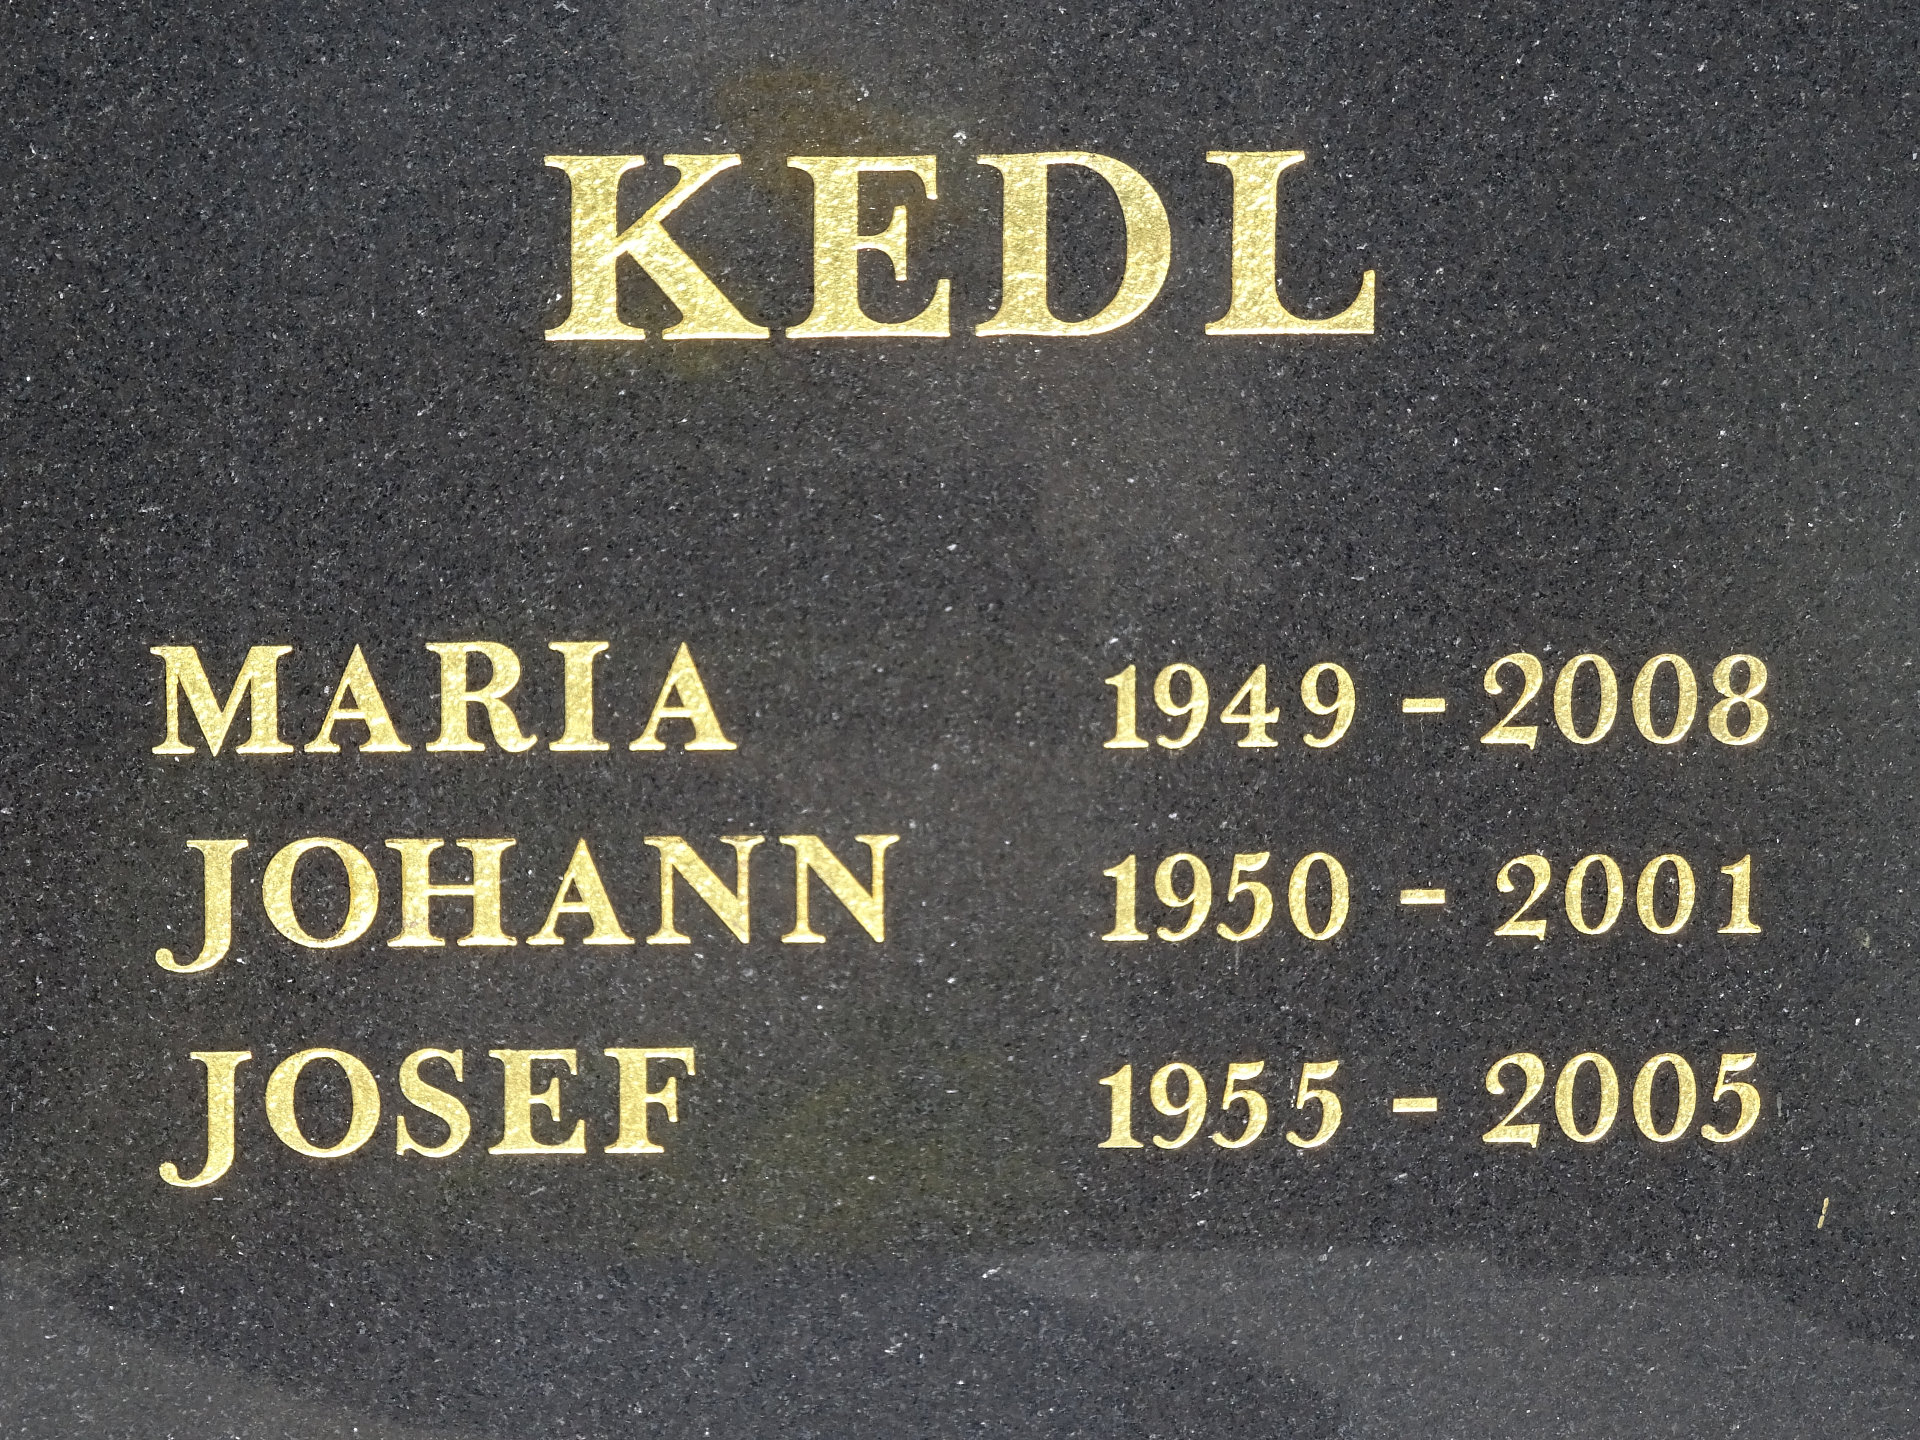 KEDL
MARIA 1949 - 2008
JOHANN 1950 - 2001
JOSEF 1955 - 2005